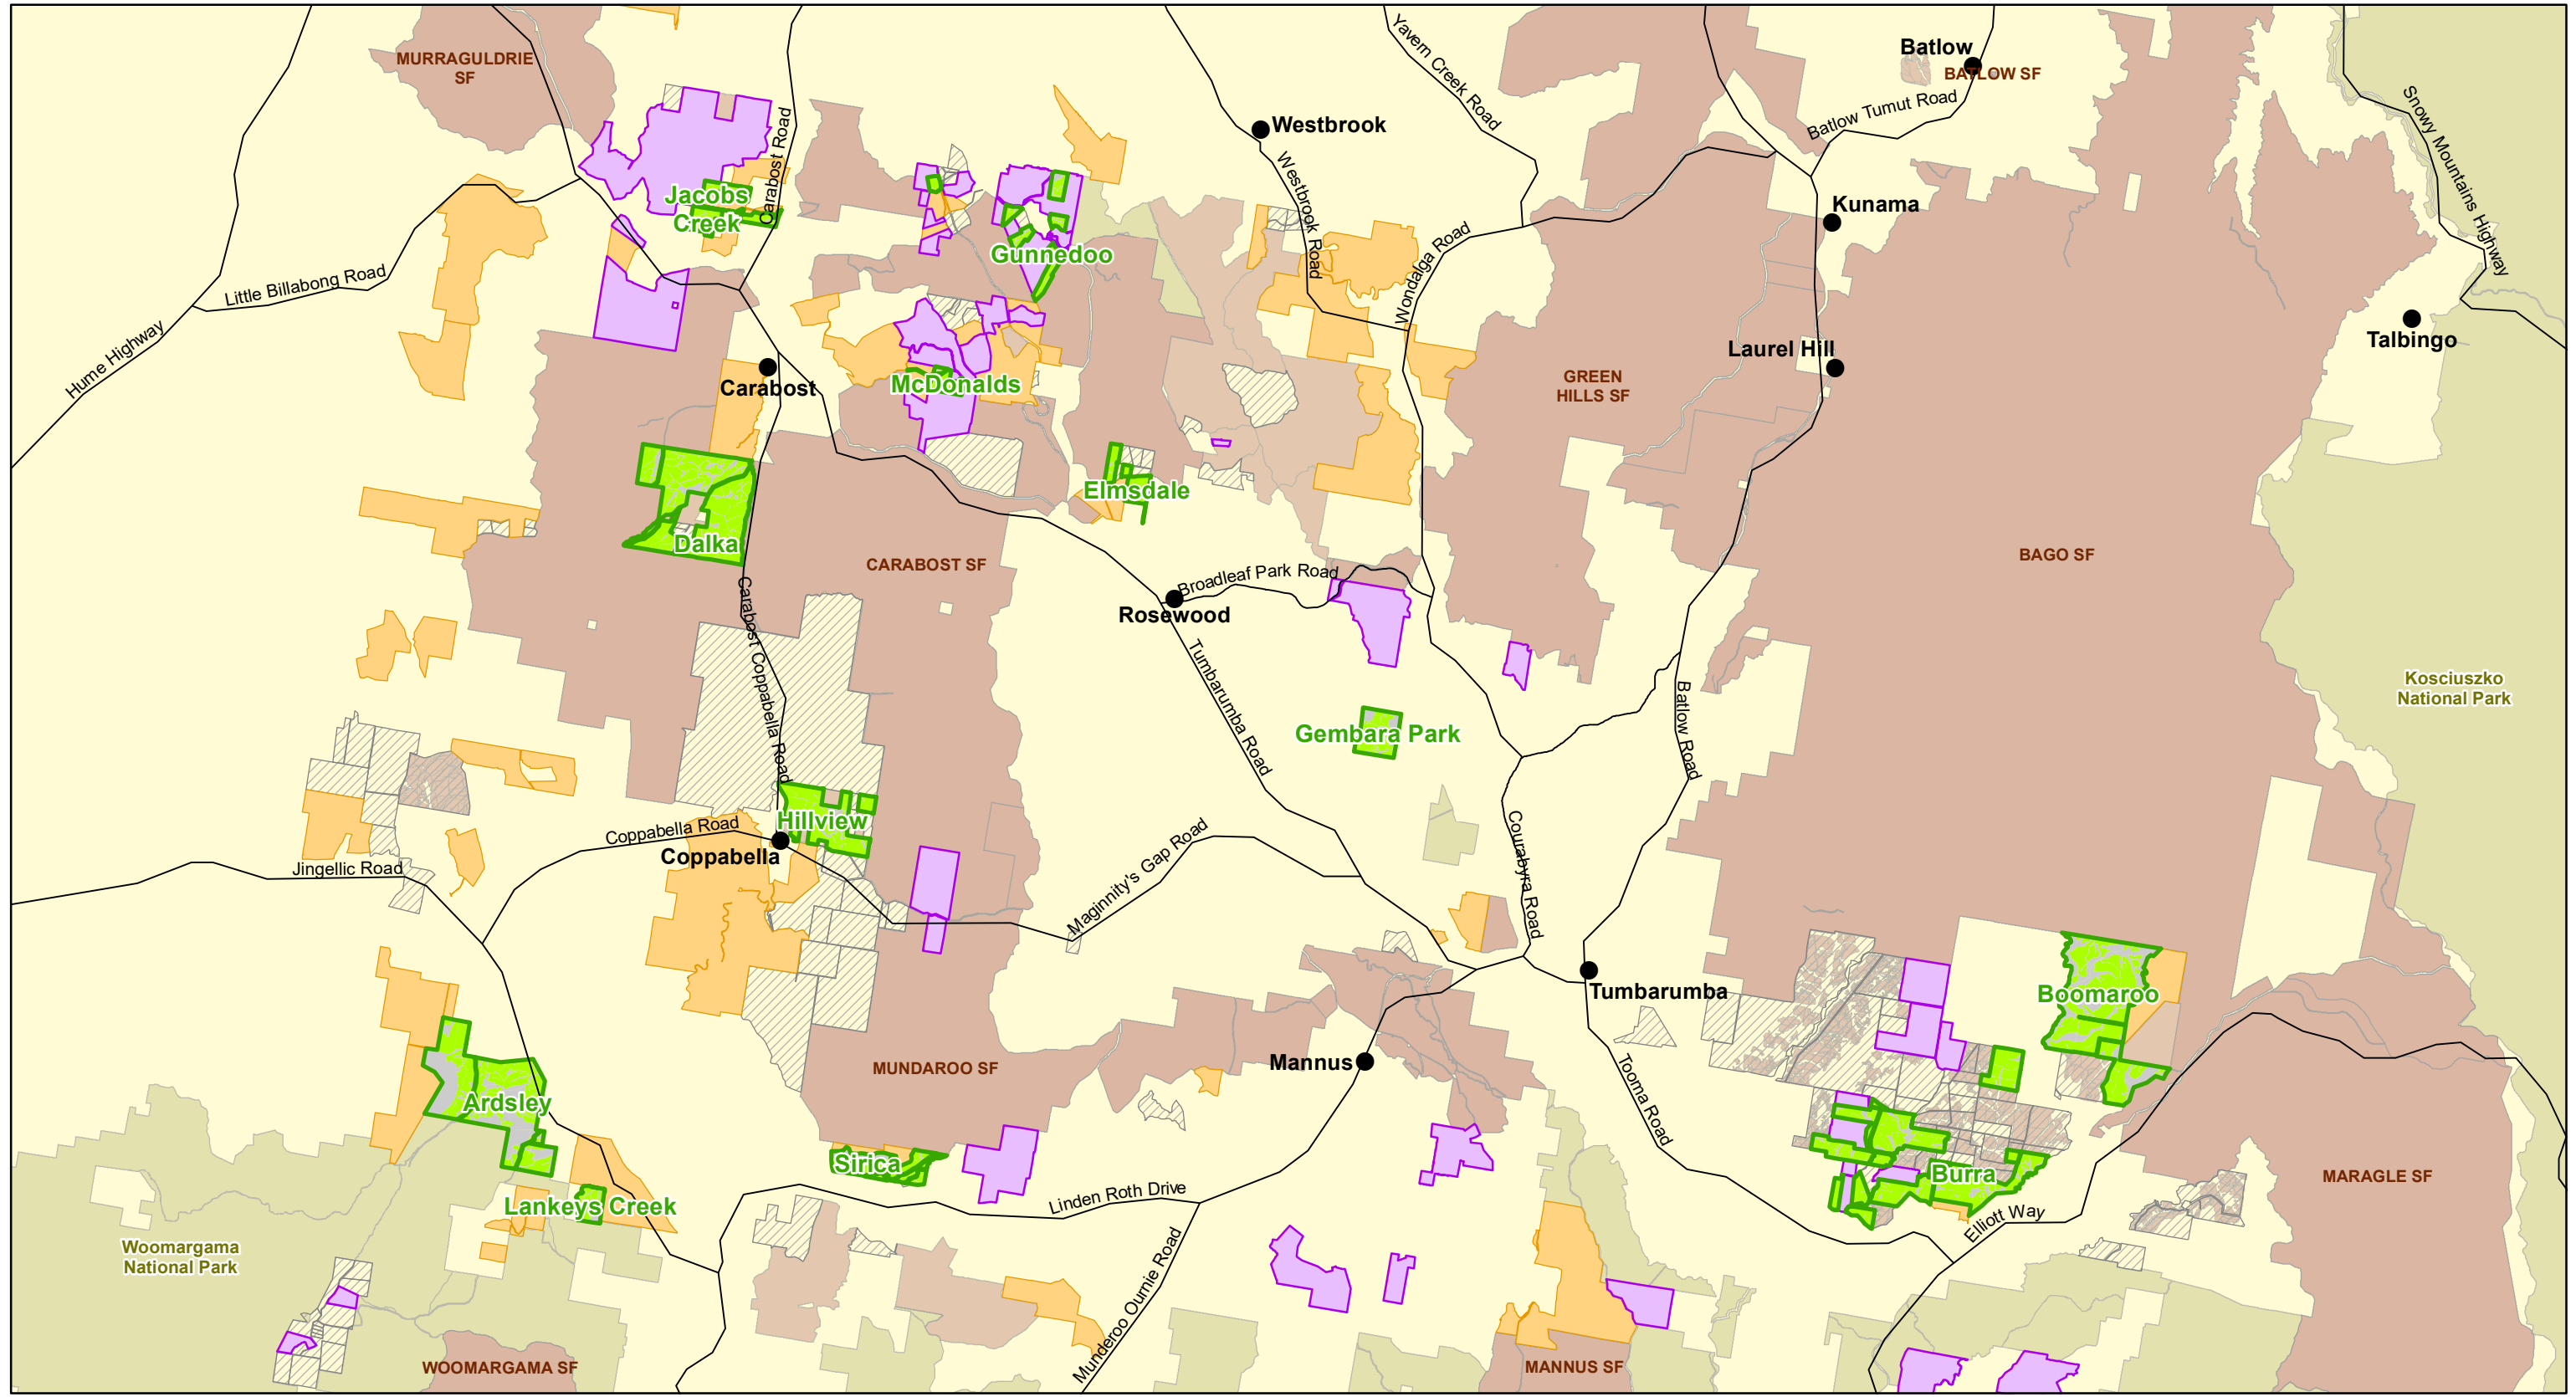 MURRAGULDRIE
SF
Batlow
BATLOW SF
Yavern Creek Road
Batlow Tumut Road
Snowy Mountains Highway
Westbrook
Carabost Road
Jacobs
Creek
Westbrook Road
Kunama
Gunnedoo
Wondalga Road
Little Billabong Road
Hume Highway
Talbingo
Laurel Hill
GREEN
HILLS SF
Carabost
McDonalds
Elmsdale
Dalka
CARABOST SF
BAGO SF
Broadleaf Park Road
Rosewood
Carabost Coppabella Road
Tumbarumba Road
Kosciuszko
National Park
Batlow Road
Gembara Park
Hillview
Coppabella Road
Coppabella
Jingellic Road
Maginnity's Gap Road
Courabyra Road
Tumbarumba
Boomaroo
Mannus
MUNDAROO SF
Tooma Road
Ardsley
Sirica
Burra
MARAGLE SF
Lankeys Creek
Linden Roth Drive
Elliott Way
Woomargama
National Park
Munderoo Ournie Road
WOOMARGAMA SF
MANNUS SF